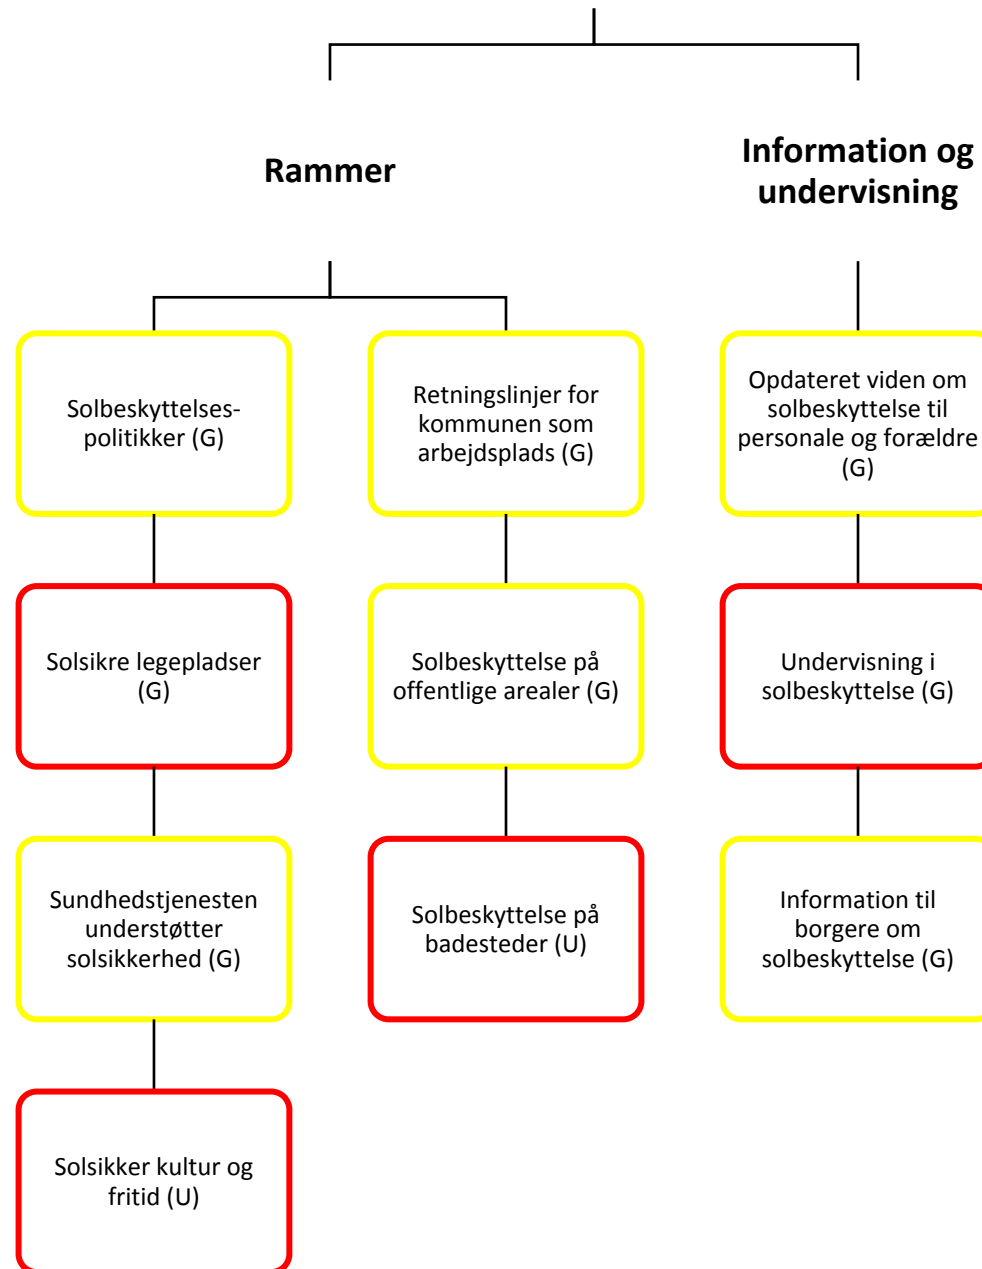 Rammer
Information og
undervisning
Solbeskyttelses-
politikker (G)
Solsikre legepladser
(G)
Sundhedstjenesten
understøtter
solsikkerhed (G)
Solsikker kultur og
fritid (U)
Retningslinjer for
kommunen som
arbejdsplads (G)
Solbeskyttelse på
offentlige arealer (G)
Solbeskyttelse på
badesteder (U)
Opdateret viden om
solbeskyttelse til
personale og forældre
(G)
Undervisning i
solbeskyttelse (G)
Information til
borgere om
solbeskyttelse (G)